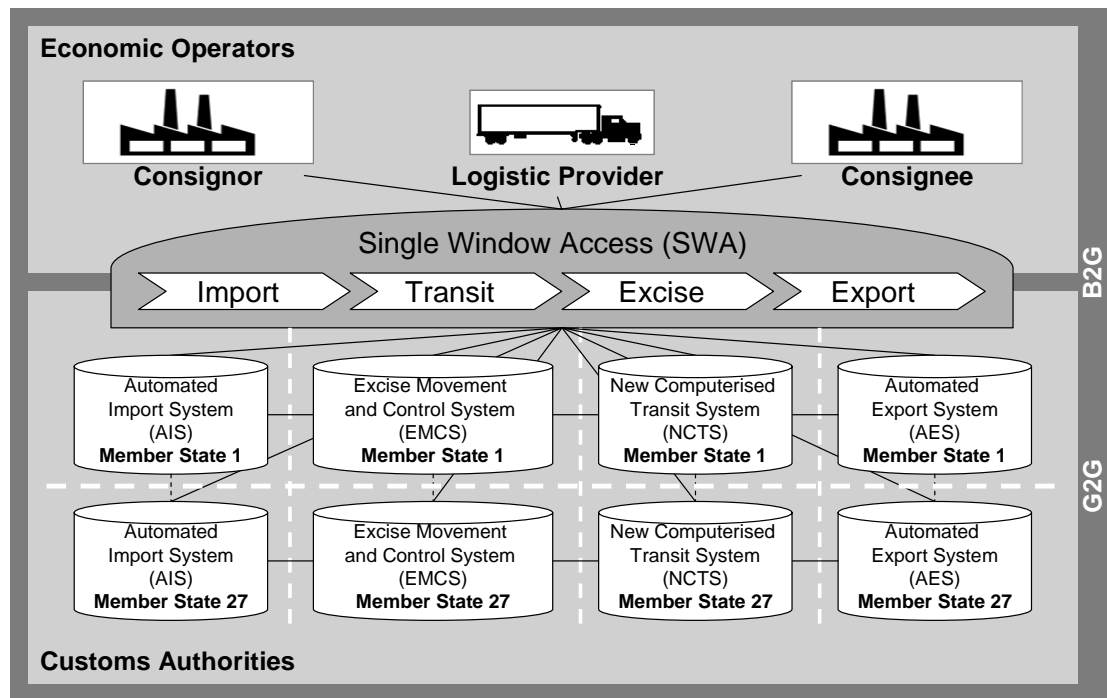 Economic Operators
Consignor
Logistic Provider
Consignee
Single Window Access (SWA)
Import
Transit
Excise
Export
B2G
Automated
Import System
(AIS)
Member State 1
Excise Movement
and Control System
(EMCS)
Member State 1
New Computerised
Transit System
(NCTS)
Member State 1
Automated
Export System
(AES)
Member State 1
G2G
Automated
Import System
(AIS)
Member State 27
Excise Movement
and Control System
(EMCS)
Member State 27
New Computerised
Transit System
(NCTS)
Member State 27
Automated
Export System
(AES)
Member State 27
Customs Authorities